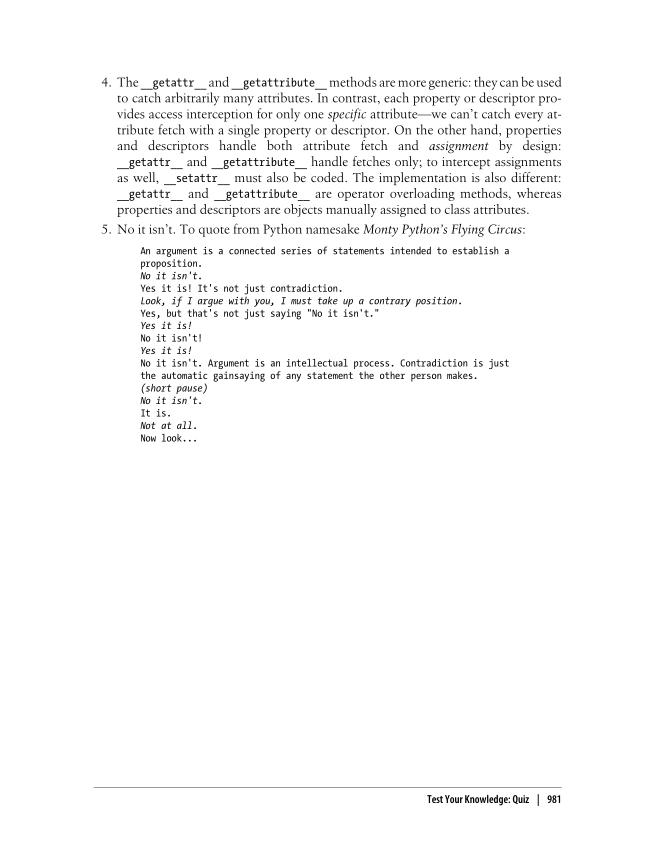 4. The __getattr__ and __getattribute__ methods are more generic: they can be used
to catch arbitrarily many attributes. In contrast, each property or descriptor pro-
vides access interception for only one specific attribute—we can't catch every at-
tribute fetch with a single property or descriptor. On the other hand, properties
and descriptors handle both attribute fetch and assignment by design:
__getattr__ and __getattribute__ handle fetches only; to intercept assignments
as well, __setattr__ must also be coded. The implementation is also different:
__getattr__ and __getattribute__ are operator overloading methods, whereas
properties and descriptors are objects manually assigned to class attributes.
5. No it isn't. To quote from Python namesake Monty Python's Flying Circus:
An argument is a connected series of statements intended to establish a
proposition.
No it isn't.
Yes it is! It's not just contradiction.
Look, if I argue with you, I must take up a contrary position.
Yes, but that's not just saying "No it isn't."
Yes it is!
No it isn't!
Yes it is!
No it isn't. Argument is an intellectual process. Contradiction is just
the automatic gainsaying of any statement the other person makes.
(short pause)
No it isn't.
It is.
Not at all.
Now look...
Test Your Knowledge: Quiz | 981